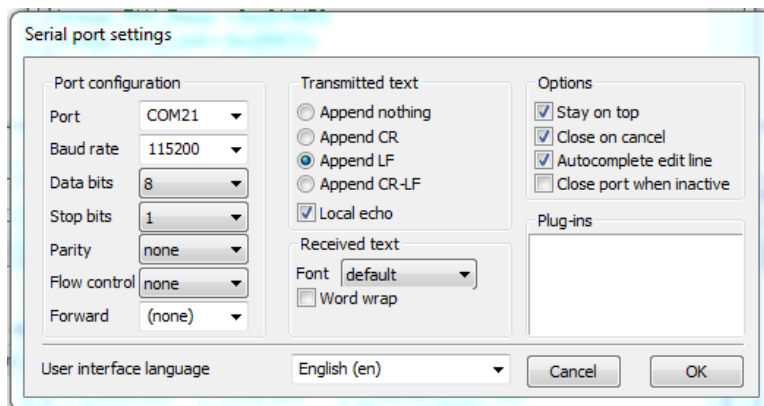 Serial port settings
Port configuration
Port COM21
Baud rate 115200
Data bits 8
Stop bits 1
Parity none
Flow control none
Forward (none)
Transmitted text
Append nothing
Append CR
Append LF
Append CR-LF
Local echo
Received text
Font default
Word wrap
Options
Stay on top
Close on cancel
Autocomplete edit line
Close port when inactive
Plug-ins
User interface language English (en) Cancel OK